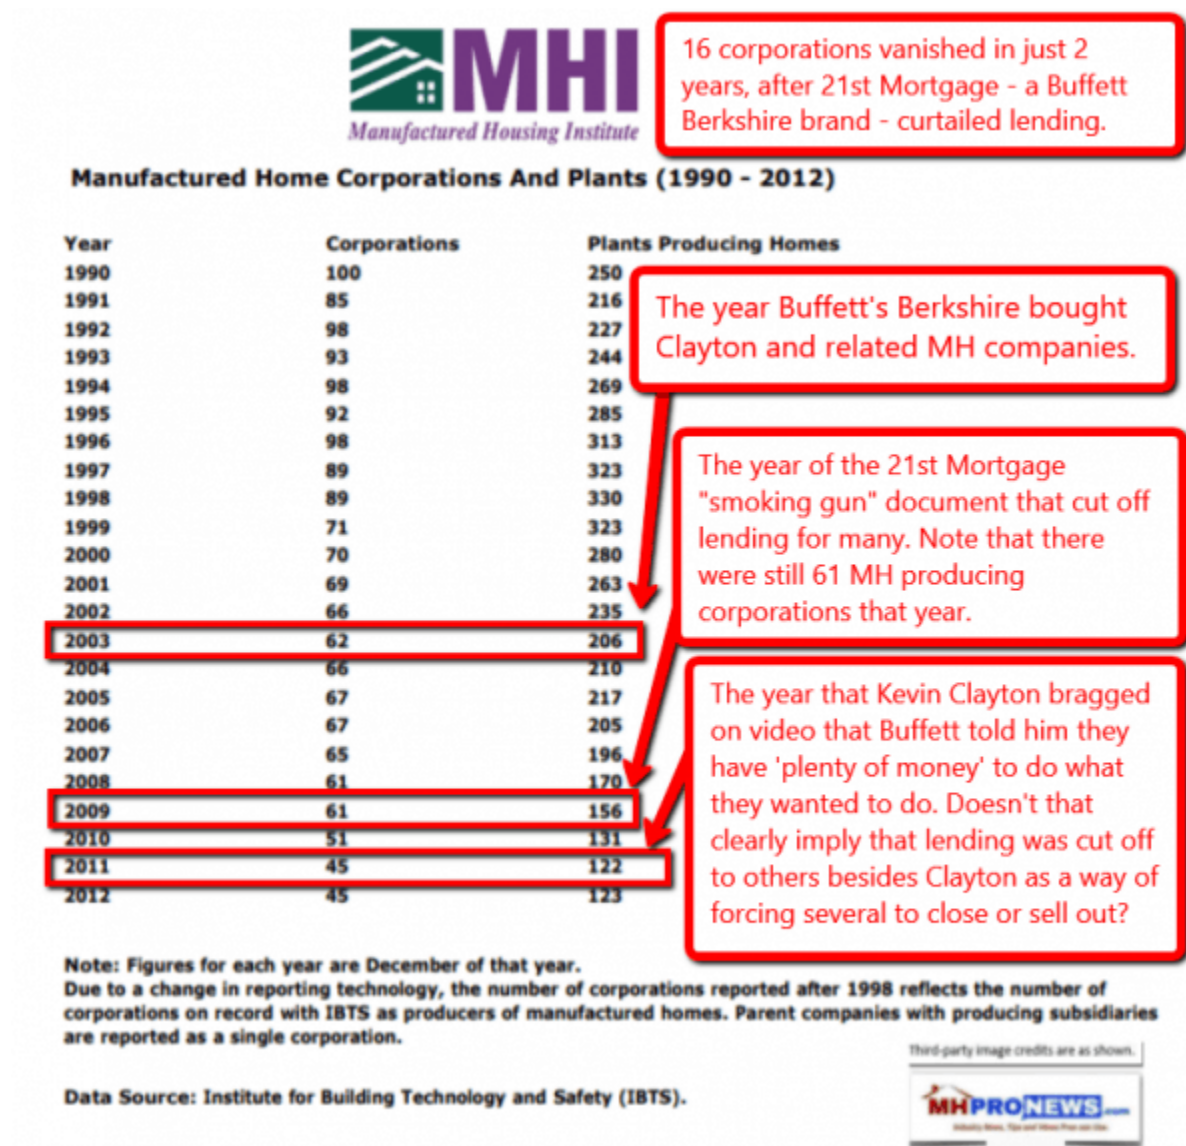 MHI
Manufactured Housing Institute
16 corporations vanished in just 2
years, after 21st Mortgage - a Buffett
Berkshire brand - curtailed lending.
Manufactured Home Corporations And Plants (1990 - 2012)
Year Corporations Plants Producing Homes
1990 100 250
1991 85 216
1992 98 227
1993 93 244
1994 98 269
1995 92 285
1996 98 313
1997 89 323
1998 89 330
1999 71 323
2000 70 280
2001 69 263
2002 66 235
2003 62 206
2004 66 210
2005 67 217
2006 67 205
2007 65 196
2008 61 170
2009 61 156
2010 51 131
2011 45 122
2012 45 123
The year Buffett's Berkshire bought
Clayton and related MH companies.
The year of the 21st Mortgage
"smoking gun" document that cut off
lending for many. Note that there
were still 61 MH producing
corporations that year.
The year that Kevin Clayton bragged
on video that Buffett told him they
have 'plenty of money' to do what
they wanted to do. Doesn't that
clearly imply that lending was cut off
to others besides Clayton as a way of
forcing several to close or sell out?
Note: Figures for each year are December of that year.
Due to a change in reporting technology, the number of corporations reported after 1998 reflects the number of
corporations on record with IBTS as producers of manufactured homes. Parent companies with producing subsidiaries
are reported as a single corporation.
Third-party image credits are as shown.
Data Source: Institute for Building Technology and Safety (IBTS).
MHPRONEWS.com
Industry News, Tips and Views Pros can Use.